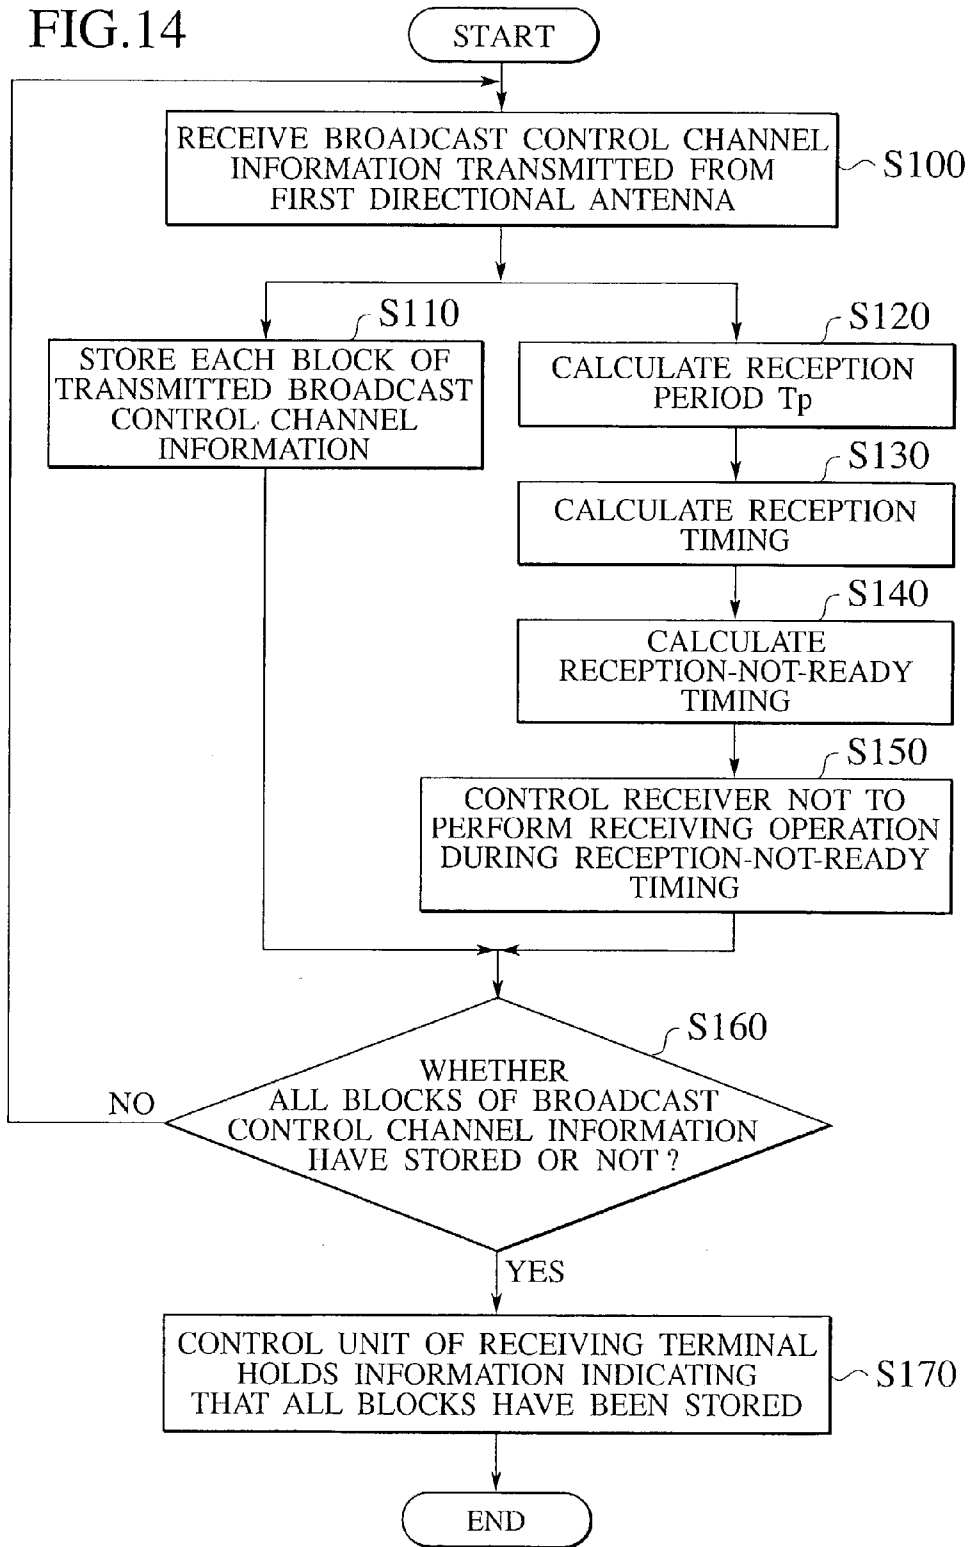 FIG.14
START
RECEIVE BROADCAST CONTROL CHANNEL
INFORMATION TRANSMITTED FROM
FIRST DIRECTIONAL ANTENNA
S100
S110
STORE EACH BLOCK OF
TRANSMITTED BROADCAST
CONTROL CHANNEL
INFORMATION
S120
CALCULATE RECEPTION
PERIOD Tp
S130
CALCULATE RECEPTION
TIMING
S140
CALCULATE
RECEPTION-NOT-READY
TIMING
S150
CONTROL RECEIVER NOT TO
PERFORM RECEIVING OPERATION
DURING RECEPTION-NOT-READY
TIMING
S160
WHETHER
ALL BLOCKS OF BROADCAST
CONTROL CHANNEL INFORMATION
HAVE STORED OR NOT?
NO
YES
CONTROL UNIT OF RECEIVING TERMINAL
HOLDS INFORMATION INDICATING
THAT ALL BLOCKS HAVE BEEN STORED
S170
END